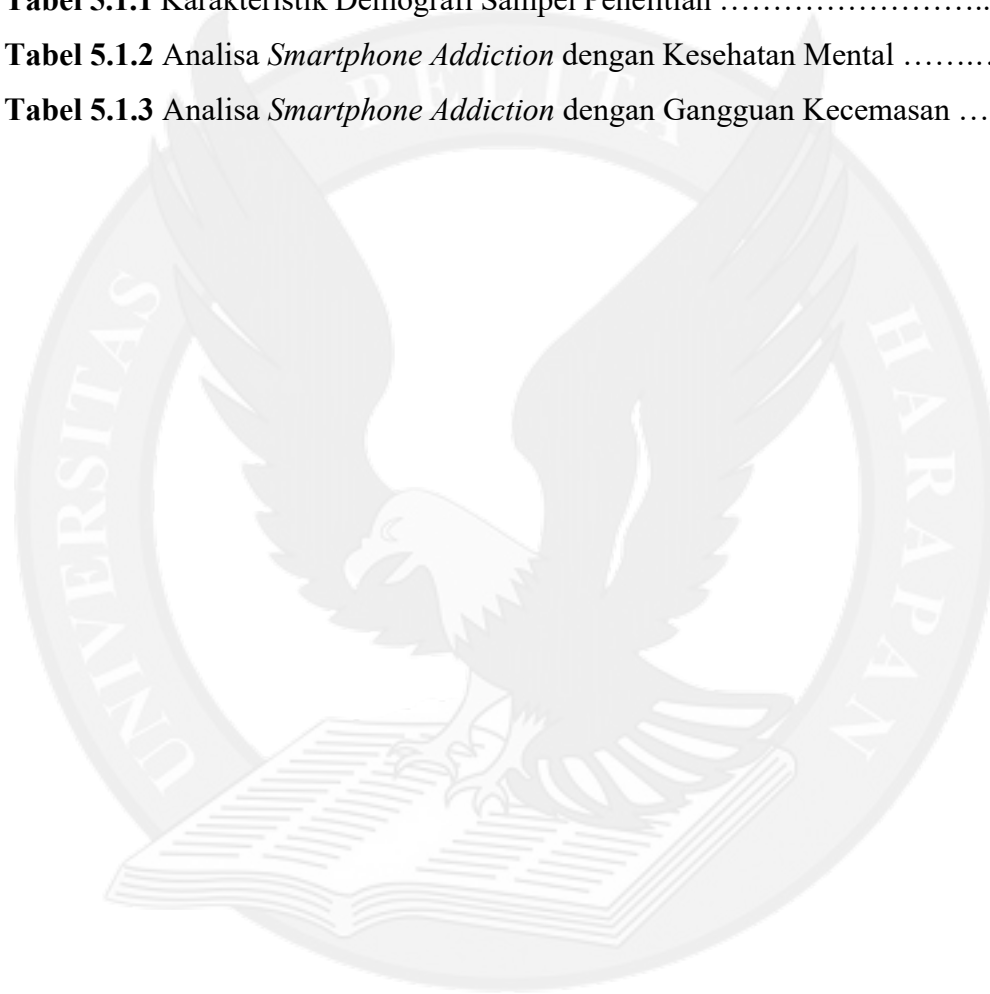 Tabel 5.1.1 Karakteristik Demografi Sampel Penelitian ……………………..
Tabel 5.1.2 Analisa Smartphone Addiction dengan Kesehatan Mental ……..
Tabel 5.1.3 Analisa Smartphone Addiction dengan Gangguan Kecemasan …
UNIVERSITAS PELITA HARAPAN